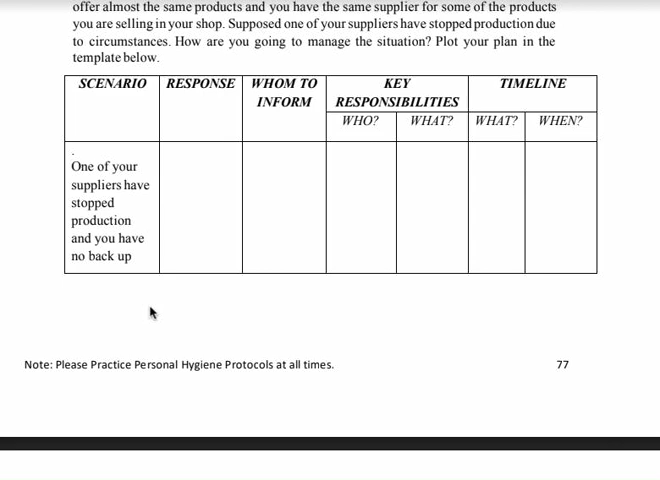 offer almost the same products and you have the same supplier for some of the products
you are selling in your shop. Supposed one of your suppliers have stopped production due
to circumstances. How are you going to manage the situation? Plot your plan in the
template below.
SCENARIO RESPONSE WHOM TO INFORM KEY RESPONSIBILITIES TIMELINE
WHO? WHAT? WHAT? WHEN?
.
One of your
suppliers have
stopped
production
and you have
no back up
Note: Please Practice Personal Hygiene Protocols at all times. 77